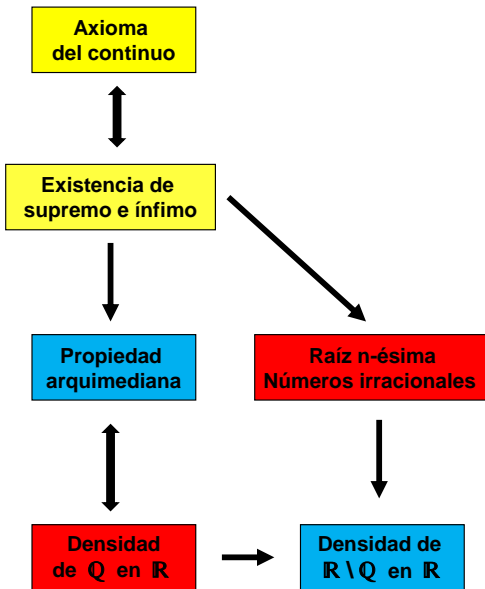 Axioma
del continuo
Existencia de
supremo e ínfimo
Propiedad
arquimediana
Raíz n-ésima
Números irracionales
Densidad
de ℚ en ℝ
Densidad de
ℝ \ ℚ en ℝ